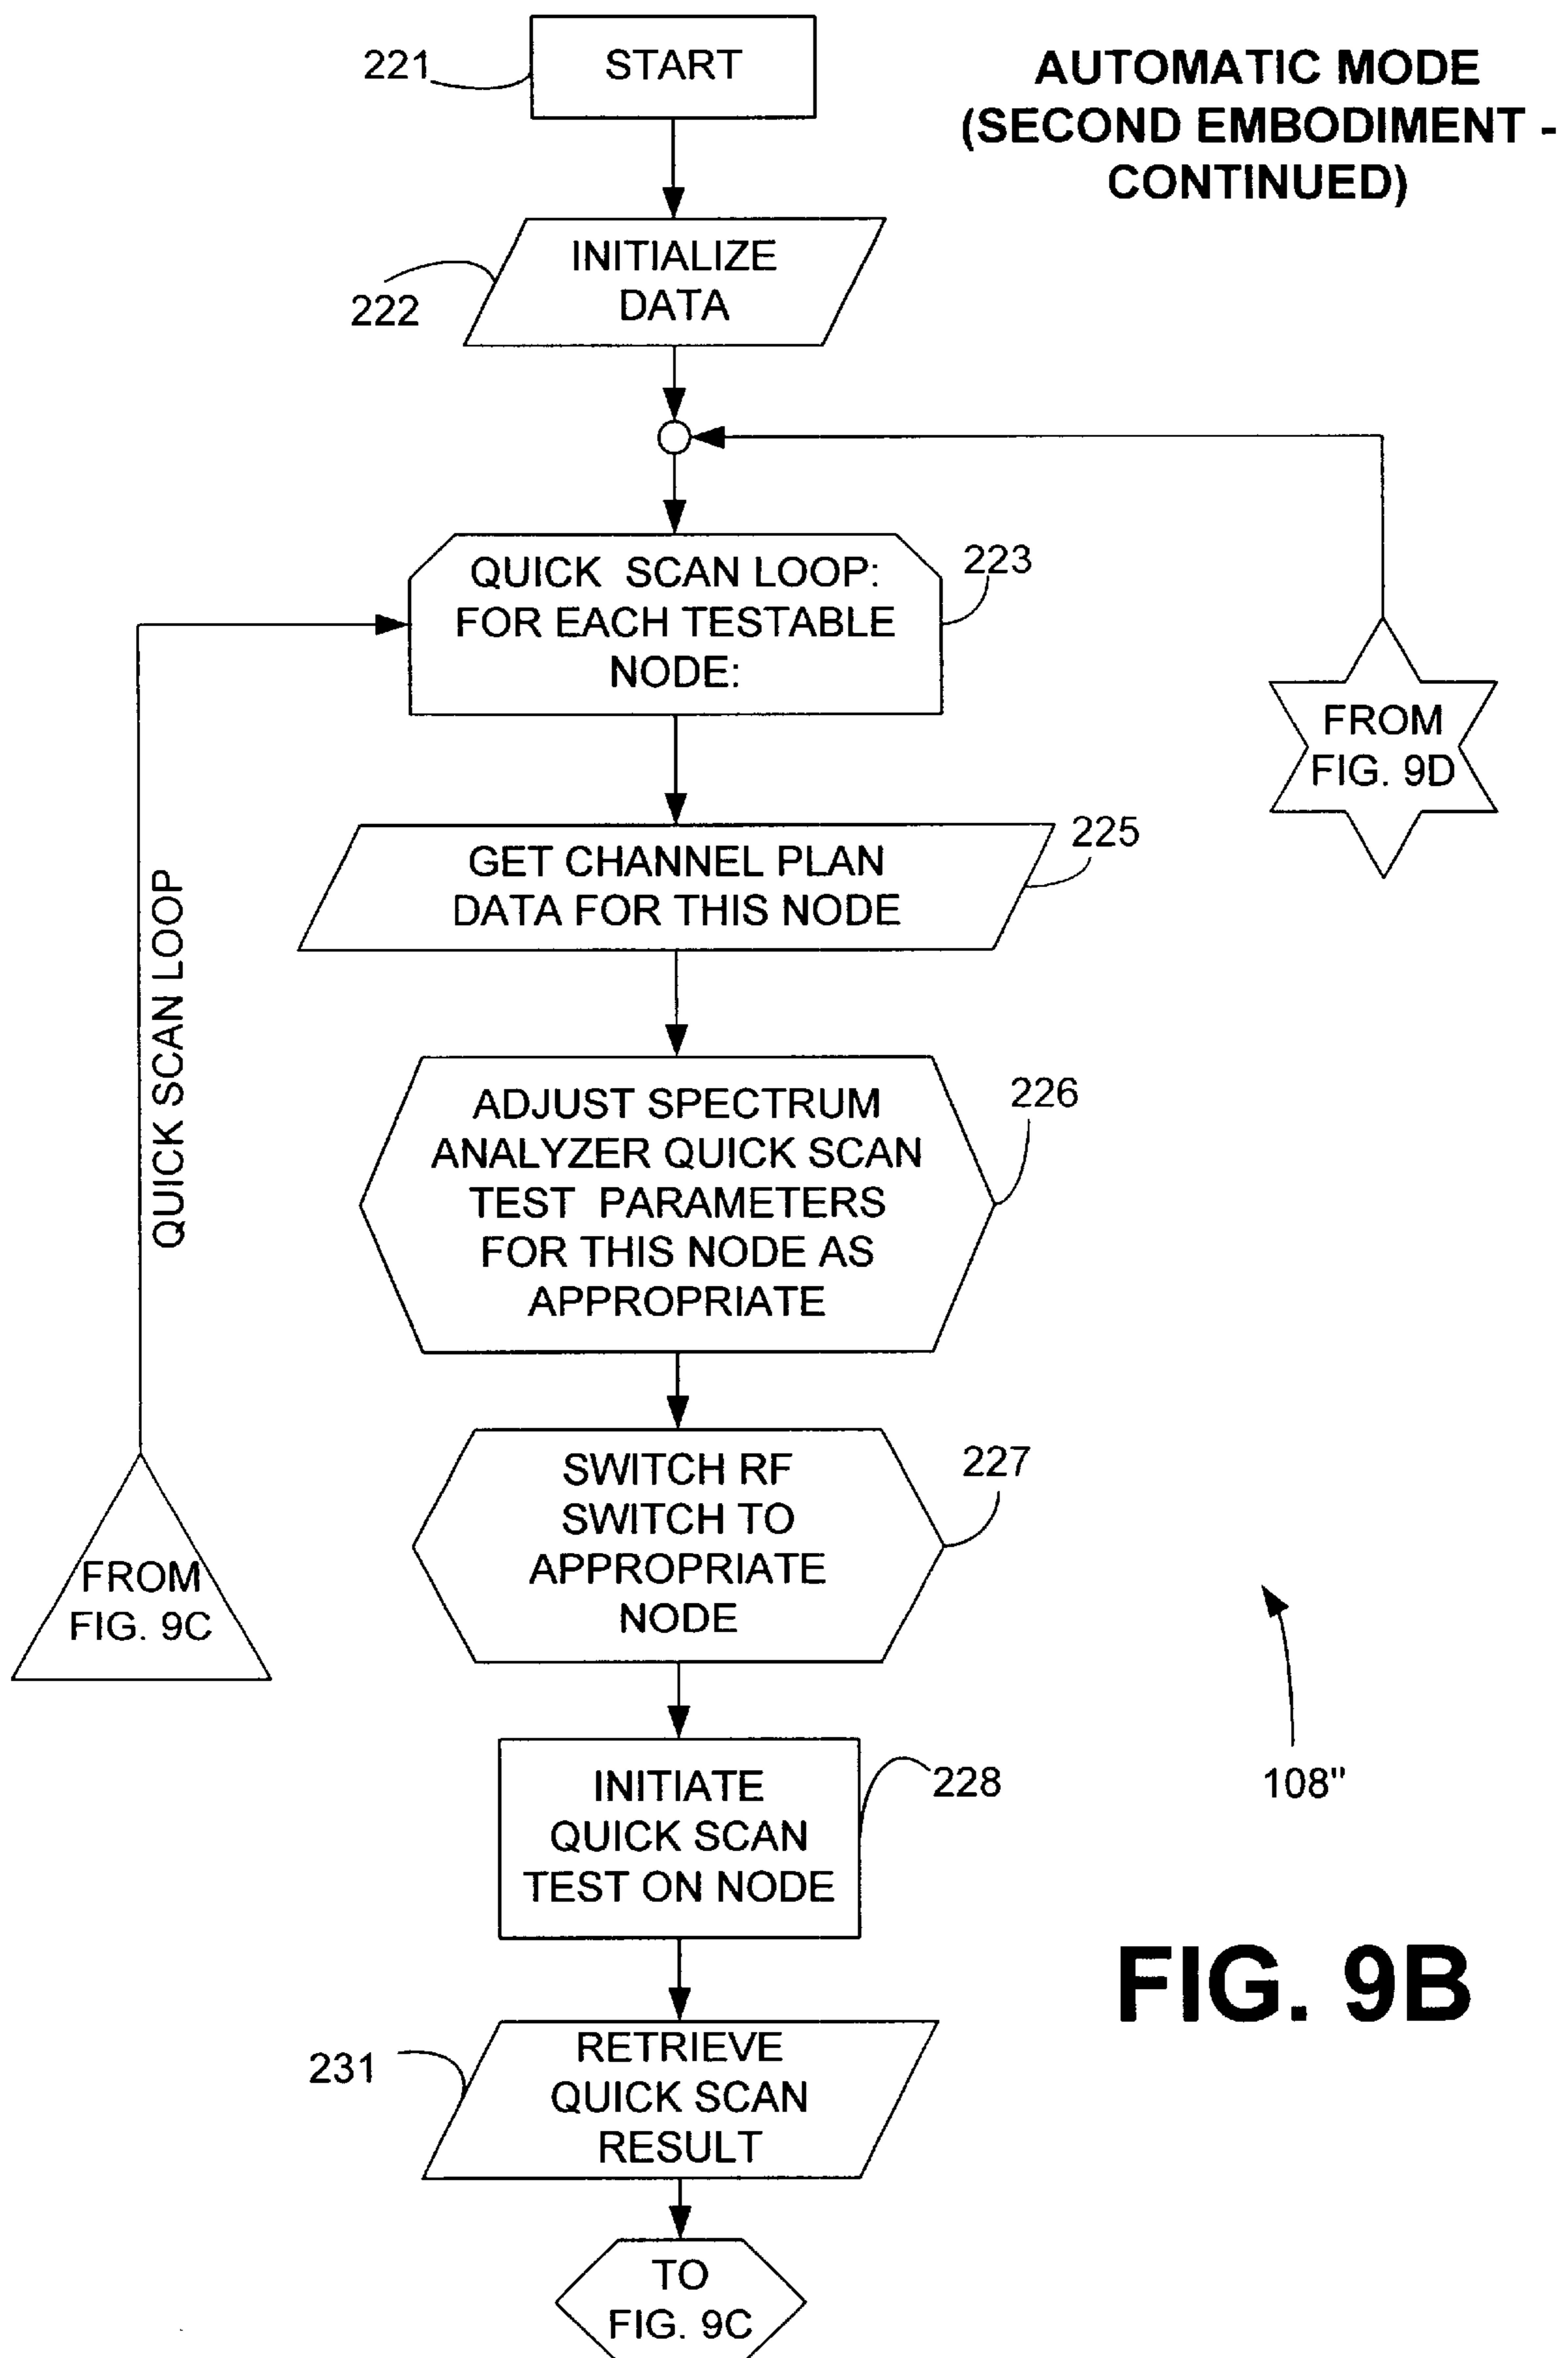 221
START
AUTOMATIC MODE
(SECOND EMBODIMENT -
CONTINUED)
222
INITIALIZE
DATA
QUICK SCAN LOOP:
FOR EACH TESTABLE
NODE:
223
FROM
FIG. 9D
GET CHANNEL PLAN
DATA FOR THIS NODE
225
QUICK SCAN LOOP
ADJUST SPECTRUM
ANALYZER QUICK SCAN
TEST PARAMETERS
FOR THIS NODE AS
APPROPRIATE
226
SWITCH RF
SWITCH TO
APPROPRIATE
NODE
227
FROM
FIG. 9C
INITIATE
QUICK SCAN
TEST ON NODE
228
108"
FIG. 9B
231
RETRIEVE
QUICK SCAN
RESULT
TO
FIG. 9C